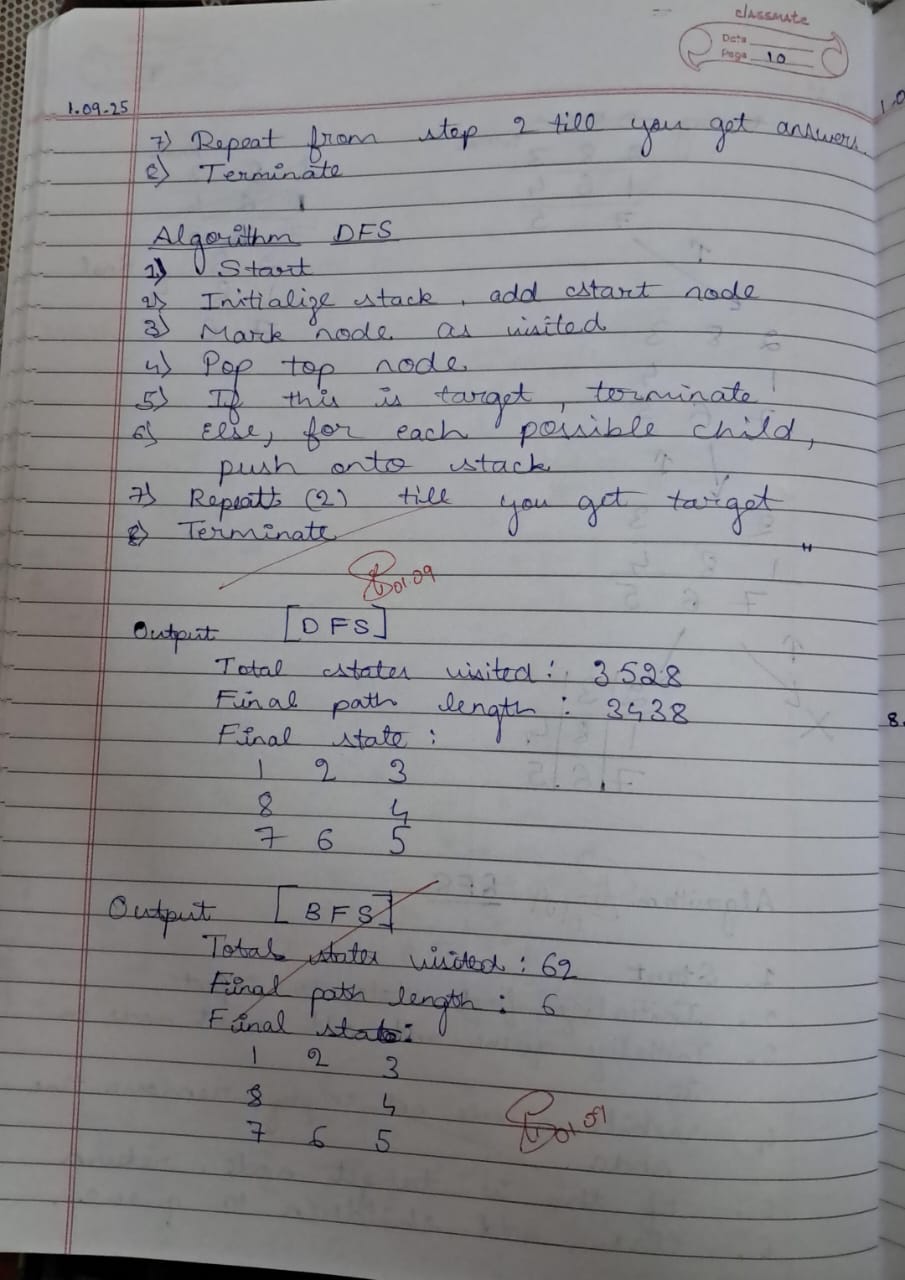 classmate
Date
Page 10
1.09.25
7) Repeat from step 2 till you get answers.
8) Terminate
Algorithm DFS
1) Start
2) Initialize stack, add start node
3) Mark node as visited
4) Pop top node
5) If this is target, terminate
6) Else, for each possible child,
push onto stack
7) Repeatts (2) till you get target
8) Terminate
01.09
Output [DFS]
Total states visited: 3528
Final path length: 3438
Final state:
1 2 3
8 4
7 6 5
Output [BFS]
Total states visited: 62
Final path length: 6
Final state:
1 2 3
8 4
7 6 5
01.09